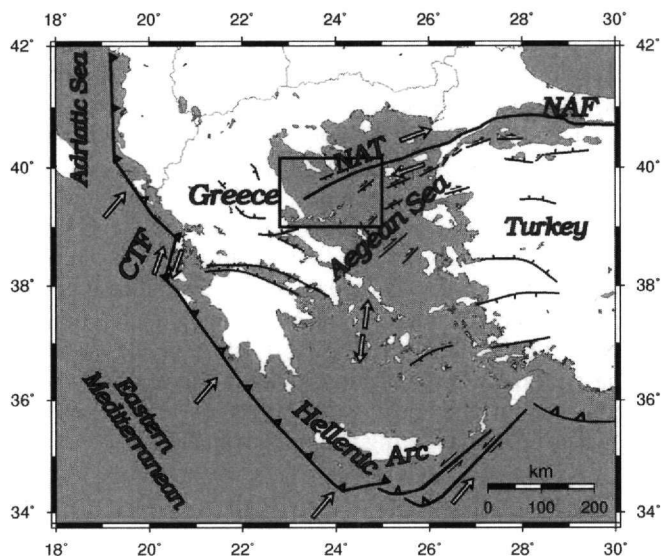 18° 20° 22° 24° 26° 28° 30°
42° 42°
Adriatic Sea
NAF
NAT
40° 40°
Greece
Aegean Sea
Turkey
CTF
38° 38°
36° 36°
Eastern
Mediterranean
Hellenic
Arc
km
0 100 200
34° 34°
18° 20° 22° 24° 26° 28° 30°